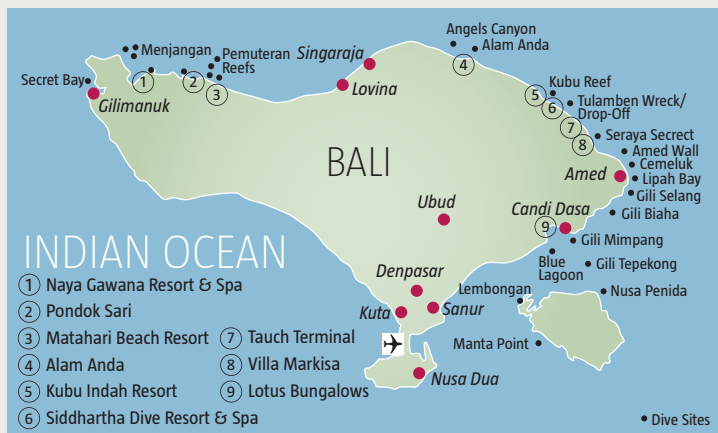 Angels Canyon
Alam Anda
Menjangan
Pemuteran
Reefs
Singaraja
Lovina
Secret Bay
Gilimanuk
1
2
3
4
Kubu Reef
5
6
Tulamben Wreck/
Drop-Off
7
8
Seraya Secrect
Amed Wall
Cemeluk
Lipah Bay
Amed
Gili Selang
Gili Biaha
BALI
Ubud
Candi Dasa
9
Gili Mimpang
Blue
Lagoon
Gili Tepekong
Nusa Penida
Lembongan
Manta Point
Denpasar
Kuta
Sanur
Nusa Dua
INDIAN OCEAN
1 Naya Gawana Resort & Spa
2 Pondok Sari
3 Matahari Beach Resort
4 Alam Anda
5 Kubu Indah Resort
6 Siddhartha Dive Resort & Spa
7 Tauch Terminal
8 Villa Markisa
9 Lotus Bungalows
• Dive Sites